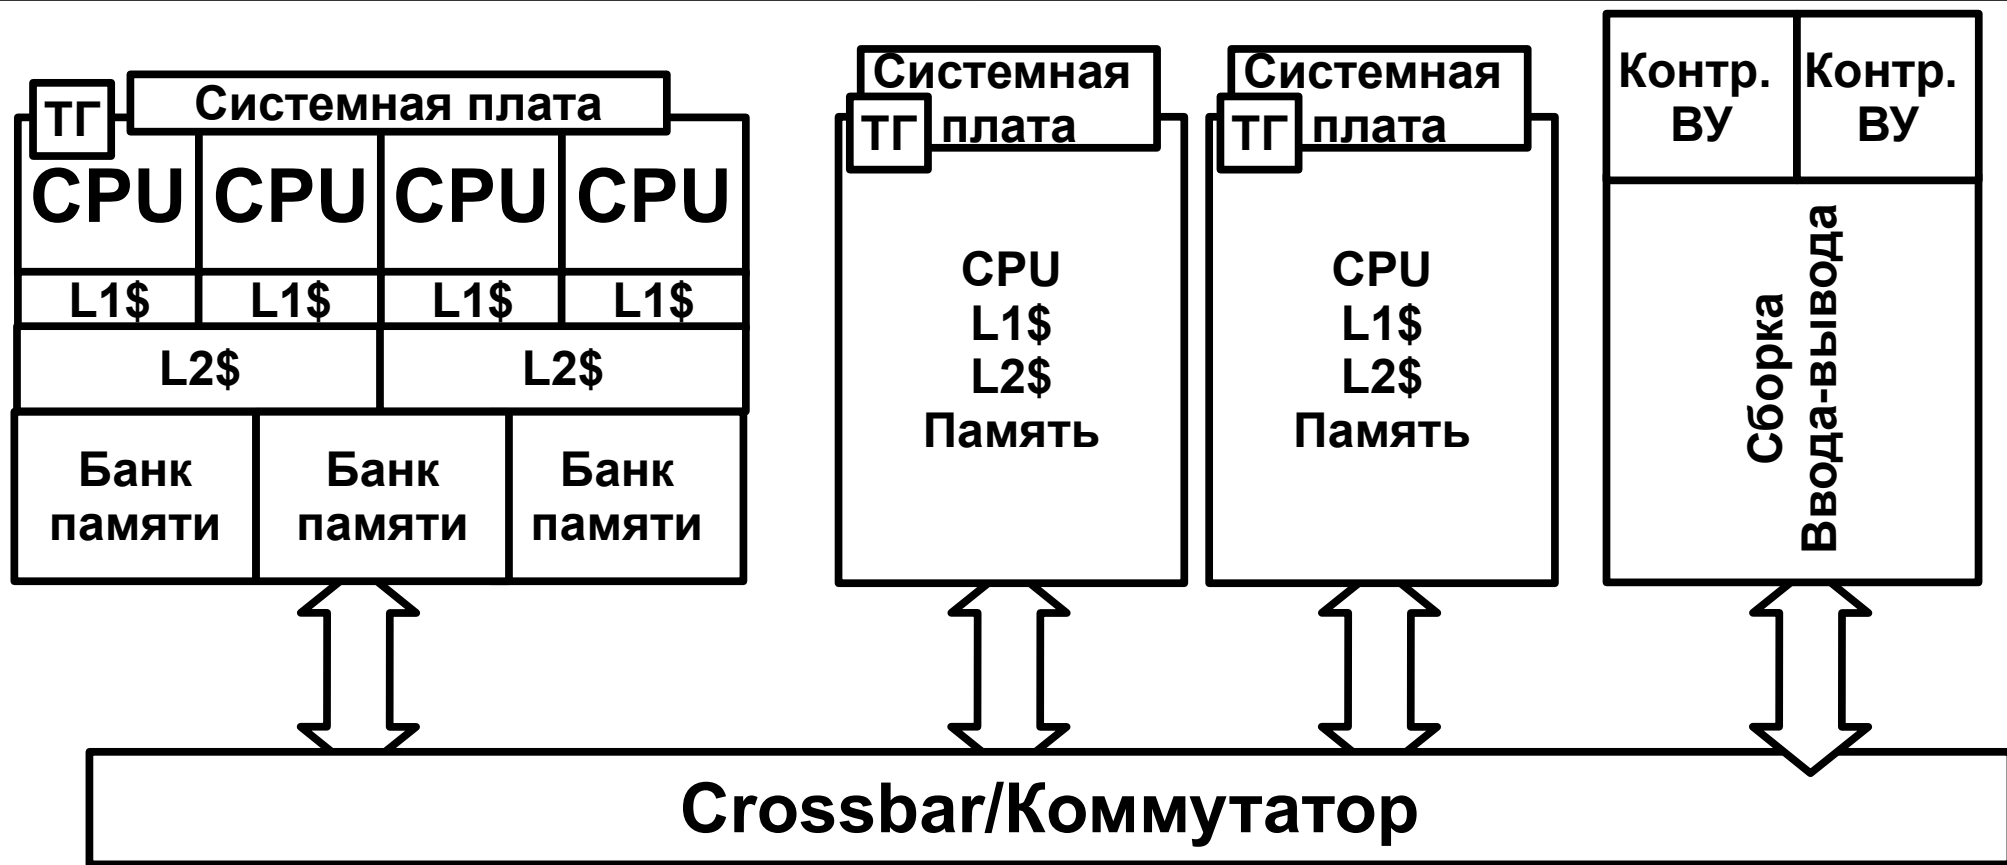 ТГ
Системная плата
CPU CPU CPU CPU
L1$ L1$ L1$ L1$
L2$ L2$
Банк Банк Банк
памяти памяти памяти
Системная
плата
ТГ
CPU
L1$
L2$
Память
Системная
плата
ТГ
CPU
L1$
L2$
Память
Контр. Контр.
ВУ ВУ
Сборка
Ввода-вывода
Crossbar/Коммутатор